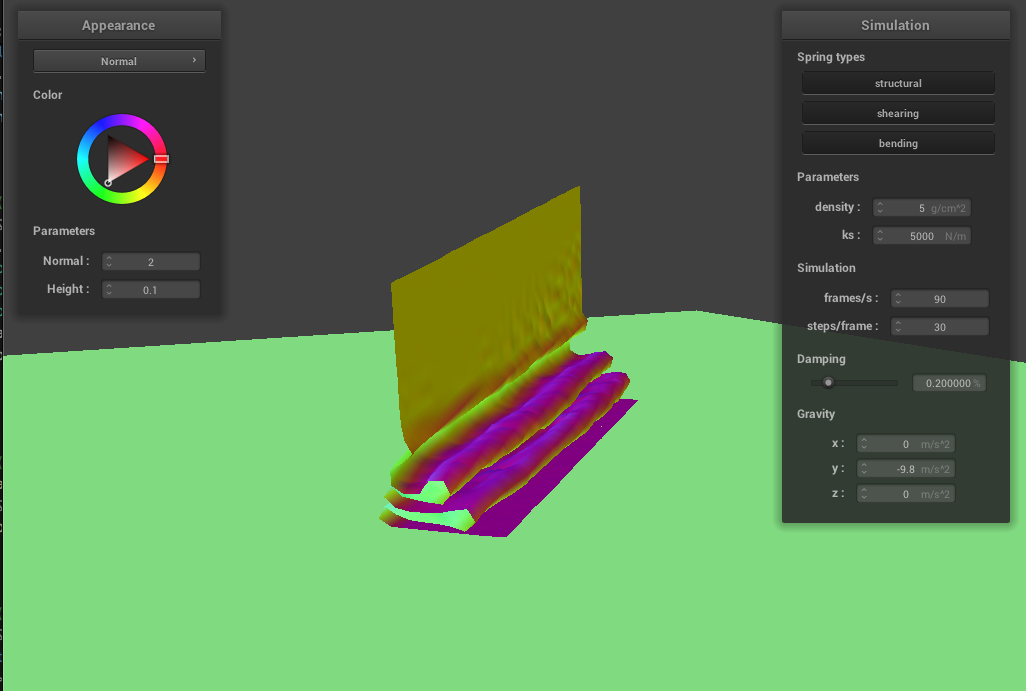 Appearance
Normal
Color
Parameters
Normal : 2
Height : 0.1
Simulation
Spring types
structural
shearing
bending
Parameters
density : 5 g/cm^2
ks : 5000 N/m
Simulation
frames/s : 90
steps/frame : 30
Damping
0.200000 %
Gravity
x : 0 m/s^2
y : -9.8 m/s^2
z : 0 m/s^2